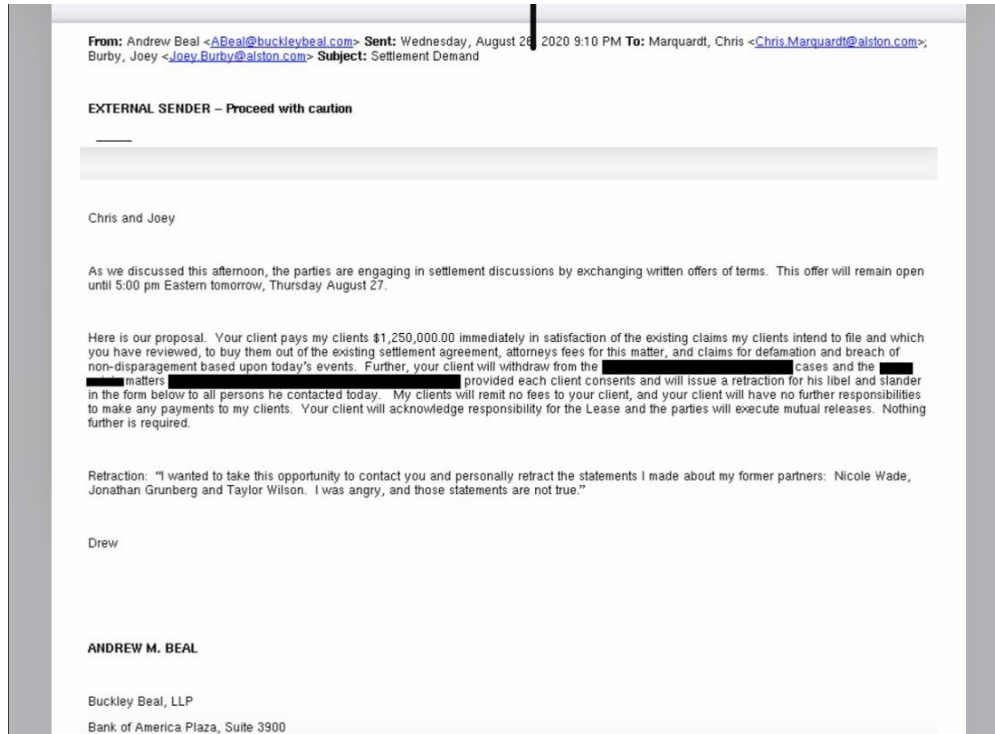 From: Andrew Beal <ABeal@buckleybeal.com> Sent: Wednesday, August 26, 2020 9:10 PM To: Marquardt, Chris <Chris.Marquardt@alston.com>;
Burby, Joey <Joey.Burby@alston.com> Subject: Settlement Demand
EXTERNAL SENDER – Proceed with caution
Chris and Joey
As we discussed this afternoon, the parties are engaging in settlement discussions by exchanging written offers of terms. This offer will remain open
until 5:00 pm Eastern tomorrow, Thursday August 27.
Here is our proposal. Your client pays my clients $1,250,000.00 immediately in satisfaction of the existing claims my clients intend to file and which
you have reviewed, to buy them out of the existing settlement agreement, attorneys fees for this matter, and claims for defamation and breach of
non-disparagement based upon today's events. Further, your client will withdraw from the cases and the
matters provided each client consents and will issue a retraction for his libel and slander
in the form below to all persons he contacted today. My clients will remit no fees to your client, and your client will have no further responsibilities
to make any payments to my clients. Your client will acknowledge responsibility for the Lease and the parties will execute mutual releases. Nothing
further is required.
Retraction: "I wanted to take this opportunity to contact you and personally retract the statements I made about my former partners: Nicole Wade,
Jonathan Grunberg and Taylor Wilson. I was angry, and those statements are not true."
Drew
ANDREW M. BEAL
Buckley Beal, LLP
Bank of America Plaza, Suite 3900